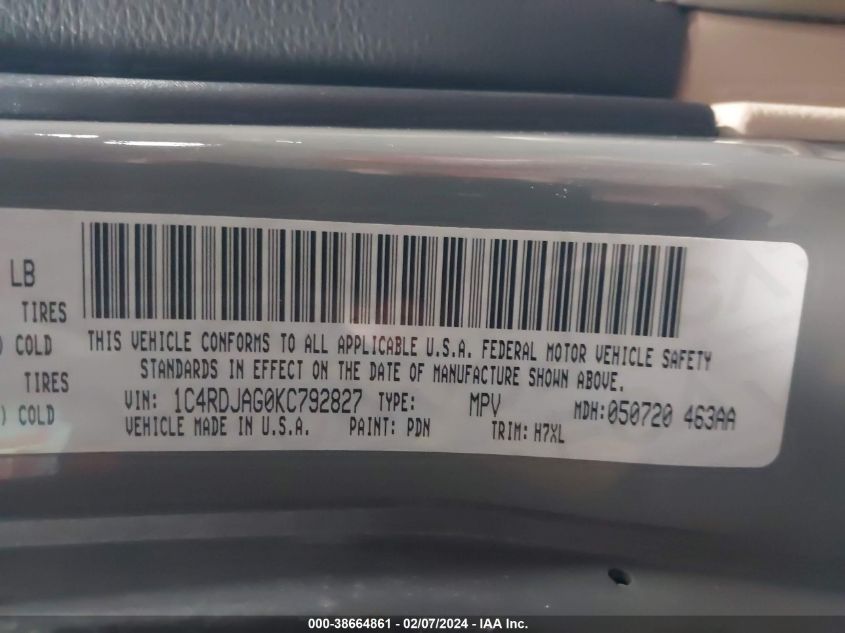 LB
TIRES
) COLD
TIRES
) COLD
THIS VEHICLE CONFORMS TO ALL APPLICABLE U.S.A. FEDERAL MOTOR VEHICLE SAFETY
STANDARDS IN EFFECT ON THE DATE OF MANUFACTURE SHOWN ABOVE.
VIN: 1C4RDJAG0KC792827 TYPE: MPV MDH:050720 463AA
VEHICLE MADE IN U.S.A. PAINT: PDN TRIM: H7XL
000-38664861 - 02/07/2024 - IAA Inc.